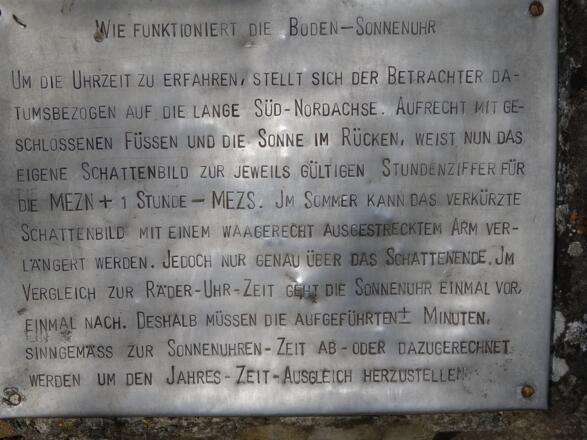 WIE FUNKTIONIERT DIE BODEN-SONNENUHR
UM DIE UHRZEIT ZU ERFAHREN, STELLT SICH DER BETRACHTER DA-
TUMSBEZOGEN AUF DIE LANGE SÜD-NORDACHSE. AUFRECHT MIT GE-
SCHLOSSENEN FÜSSEN UND DIE SONNE IM RÜCKEN, WEIST NUN DAS
EIGENE SCHATTENBILD ZUR JEWEILS GÜLTIGEN STUNDENZIFFER FÜR
DIE MEZN + 1 STUNDE - MEZS. JM SOMMER KANN DAS VERKÜRZTE
SCHATTENBILD MIT EINEM WAAGERECHT AUSGESTRECKTEM ARM VER-
LÄNGERT WERDEN. JEDOCH NUR GENAU ÜBER DAS SCHATTENENDE. JM
VERGLEICH ZUR RÄDER-UHR-ZEIT GEHT DIE SONNENUHR EINMAL VOR,
EINMAL NACH. DESHALB MÜSSEN DIE AUFGEFÜHRTEN ± MINUTEN,
SINNGEMÄSS ZUR SONNENUHREN-ZEIT AB-ODER DAZUGERECHNET
WERDEN UM DEN JAHRES-ZEIT-AUSGLEICH HERZUSTELLEN.